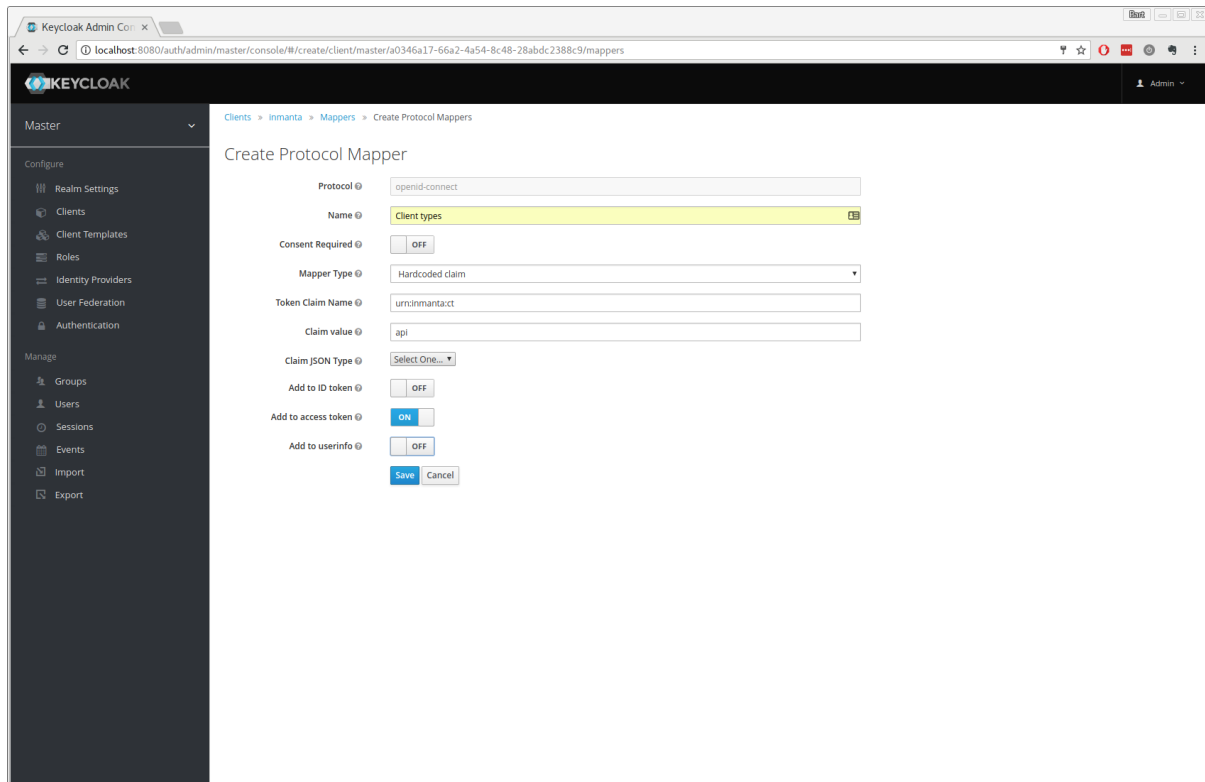 Bart
Keycloak Admin Con
localhost:8080/auth/admin/master/console/#/create/client/master/a0346a17-66a2-4a54-8c48-28abdc2388c9/mappers
KEYCLOAK
Admin
Master
Clients » inmanta » Mappers » Create Protocol Mappers
Create Protocol Mapper
Configure
Realm Settings
Clients
Client Templates
Roles
Identity Providers
User Federation
Authentication
Manage
Groups
Users
Sessions
Events
Import
Export
Protocol openid-connect
Name Client types
Consent Required OFF
Mapper Type Hardcoded claim
Token Claim Name urn:inmanta:ct
Claim value api
Claim JSON Type Select One...
Add to ID token OFF
Add to access token ON
Add to userinfo OFF
Save Cancel